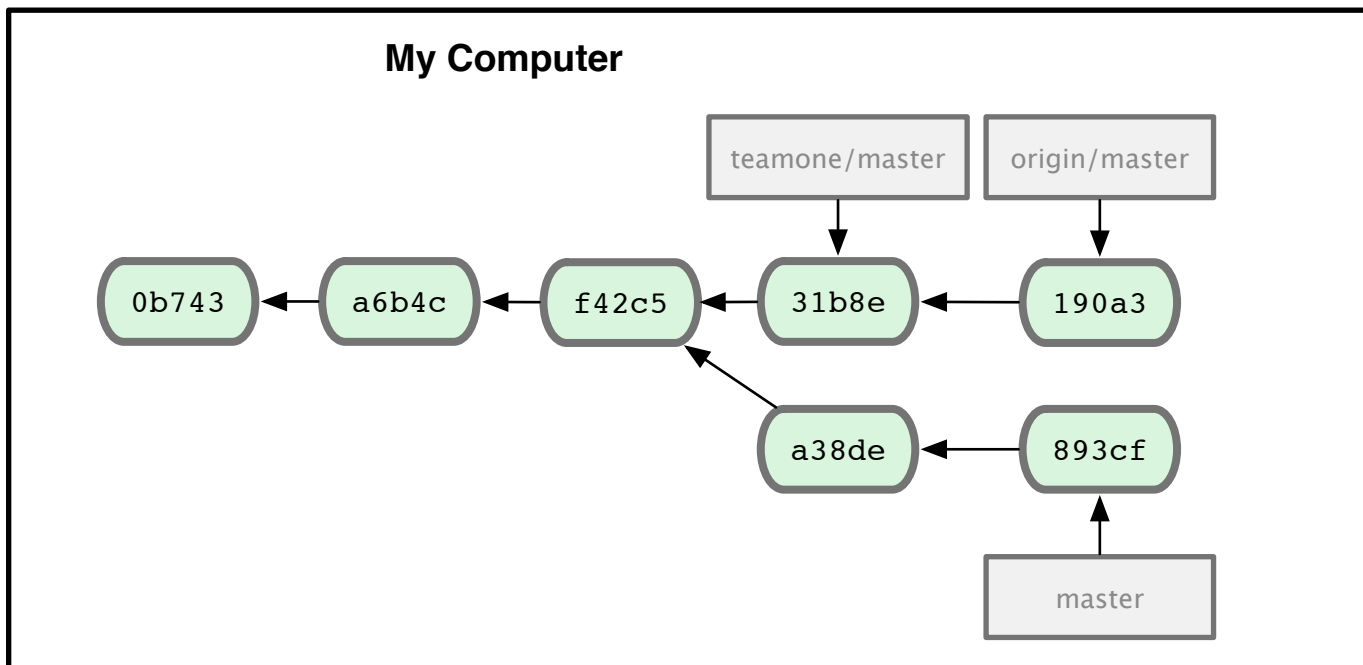 My Computer
teamone/master
origin/master
0b743
a6b4c
f42c5
31b8e
190a3
a38de
893cf
master